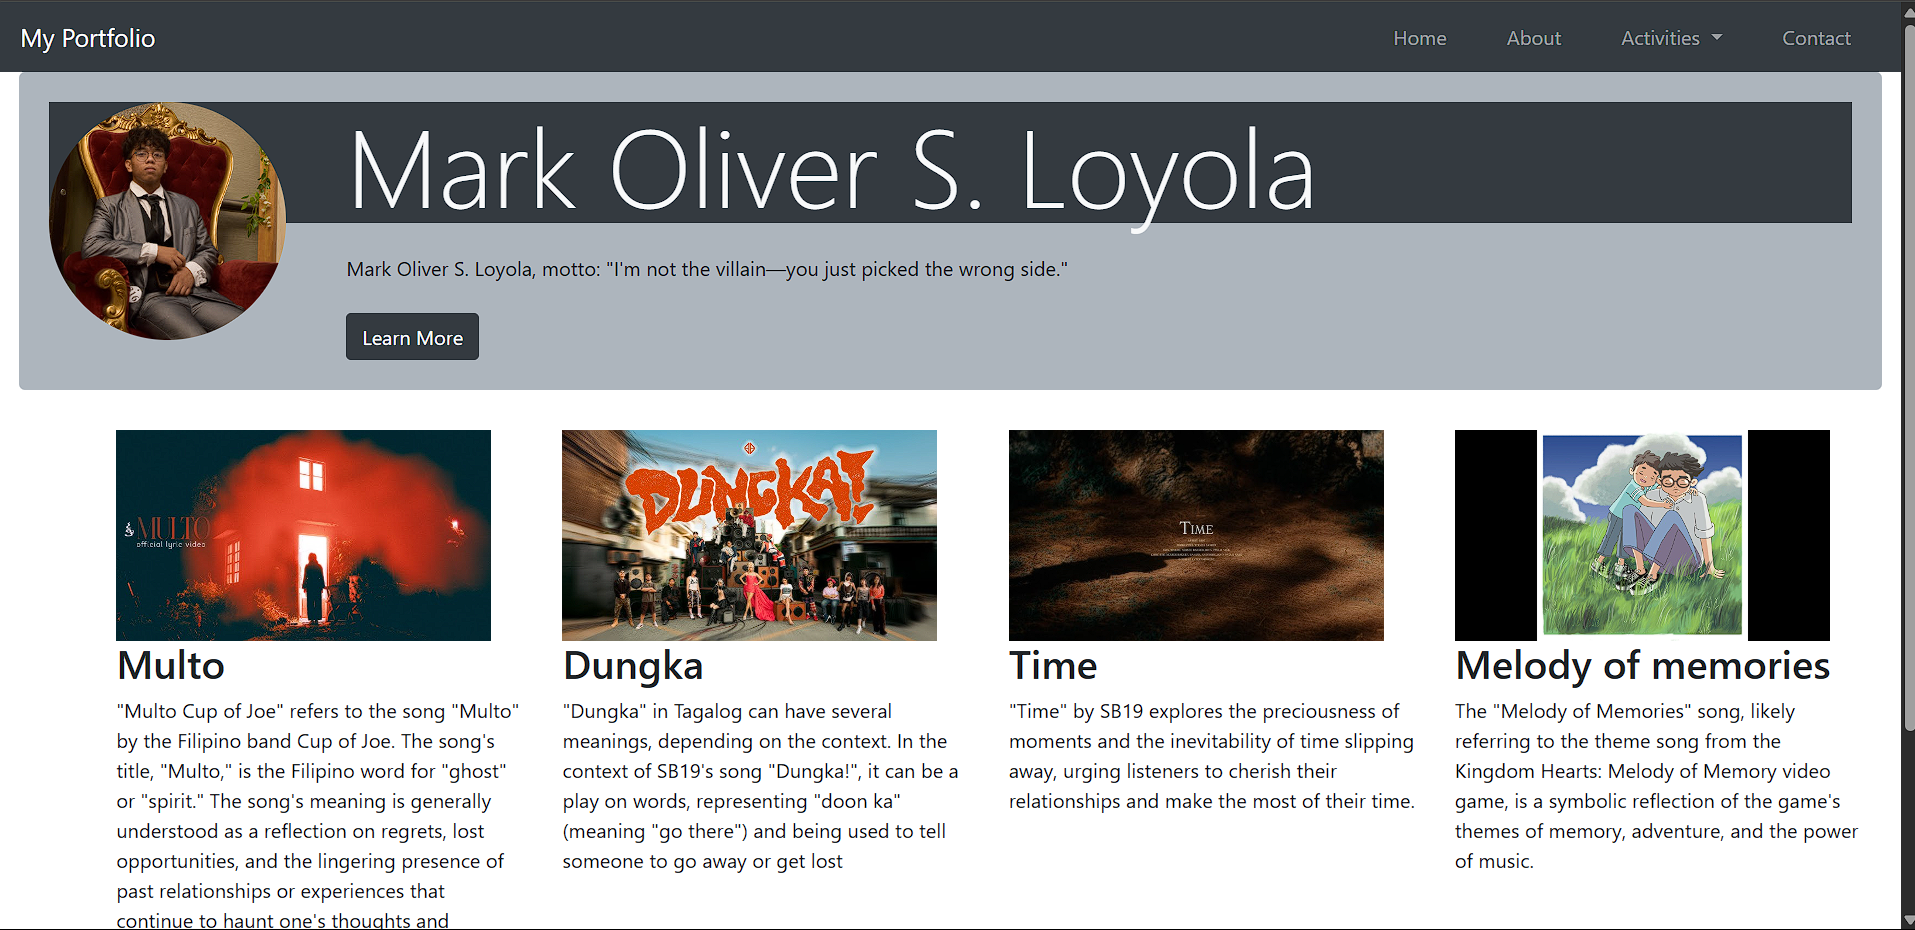 My Portfolio
Home About Activities Contact
Mark Oliver S. Loyola
Mark Oliver S. Loyola, motto: "I'm not the villain—you just picked the wrong side."
Learn More
MULTO
official lyric video
Multo
"Multo Cup of Joe" refers to the song "Multo"
by the Filipino band Cup of Joe. The song's
title, "Multo," is the Filipino word for "ghost"
or "spirit." The song's meaning is generally
understood as a reflection on regrets, lost
opportunities, and the lingering presence of
past relationships or experiences that
continue to haunt one's thoughts and
DUNGKA!
Dungka
"Dungka" in Tagalog can have several
meanings, depending on the context. In the
context of SB19's song "Dungka!", it can be a
play on words, representing "doon ka"
(meaning "go there") and being used to tell
someone to go away or get lost
TIME
Time
"Time" by SB19 explores the preciousness of
moments and the inevitability of time slipping
away, urging listeners to cherish their
relationships and make the most of their time.
Melody of memories
The "Melody of Memories" song, likely
referring to the theme song from the
Kingdom Hearts: Melody of Memory video
game, is a symbolic reflection of the game's
themes of memory, adventure, and the power
of music.